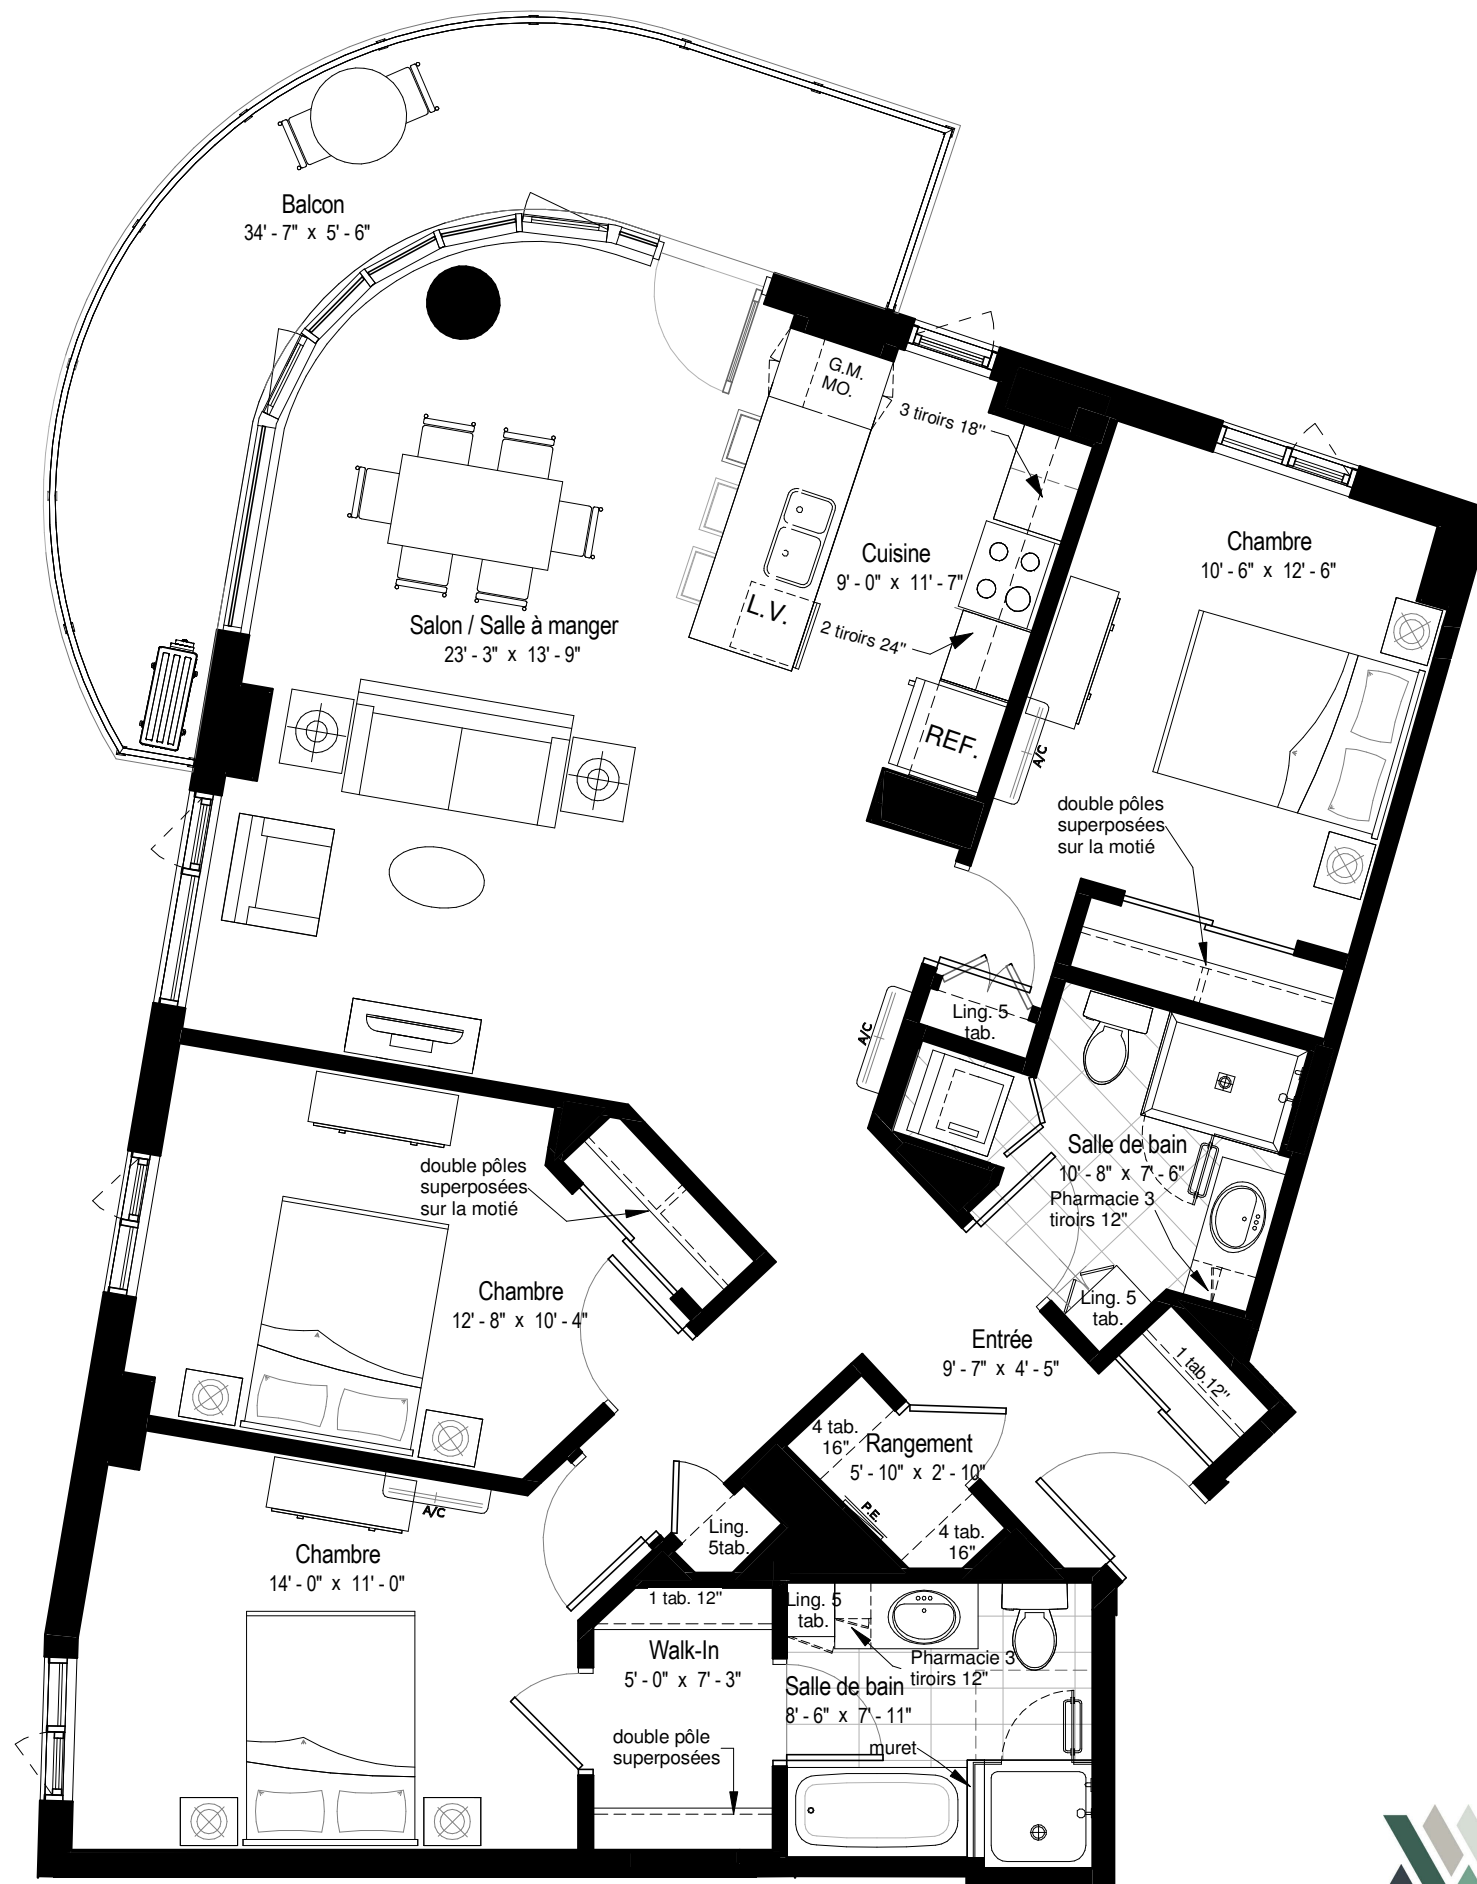 Balcon
34' - 7" x 5' - 6"
G.M.
MO.
3 tiroirs 18"
Cuisine
9' - 0" x 11' - 7"
L.V.
2 tiroirs 24"
REF.
A/C
Chambre
10' - 6" x 12' - 6"
Salon / Salle à manger
23' - 3" x 13' - 9"
double pôles
superposées
sur la motié
Ling. 5
tab.
A/C
Salle de bain
10' - 8" x 7' - 6"
Pharmacie 3
tiroirs 12"
Ling. 5
tab.
1 tab.12"
double pôles
superposées
sur la motié
Chambre
12' - 8" x 10' - 4"
Entrée
9' - 7" x 4' - 5"
4 tab.
16"
Rangement
5' - 10" x 2' - 10"
P.E.
4 tab.
16"
A/C
Ling.
5tab.
Chambre
14' - 0" x 11' - 0"
1 tab. 12"
Walk-In
5' - 0" x 7' - 3"
double pôle
superposées
Ling. 5
tab.
Pharmacie 3
tiroirs 12"
Salle de bain
8' - 6" x 7' - 11"
muret